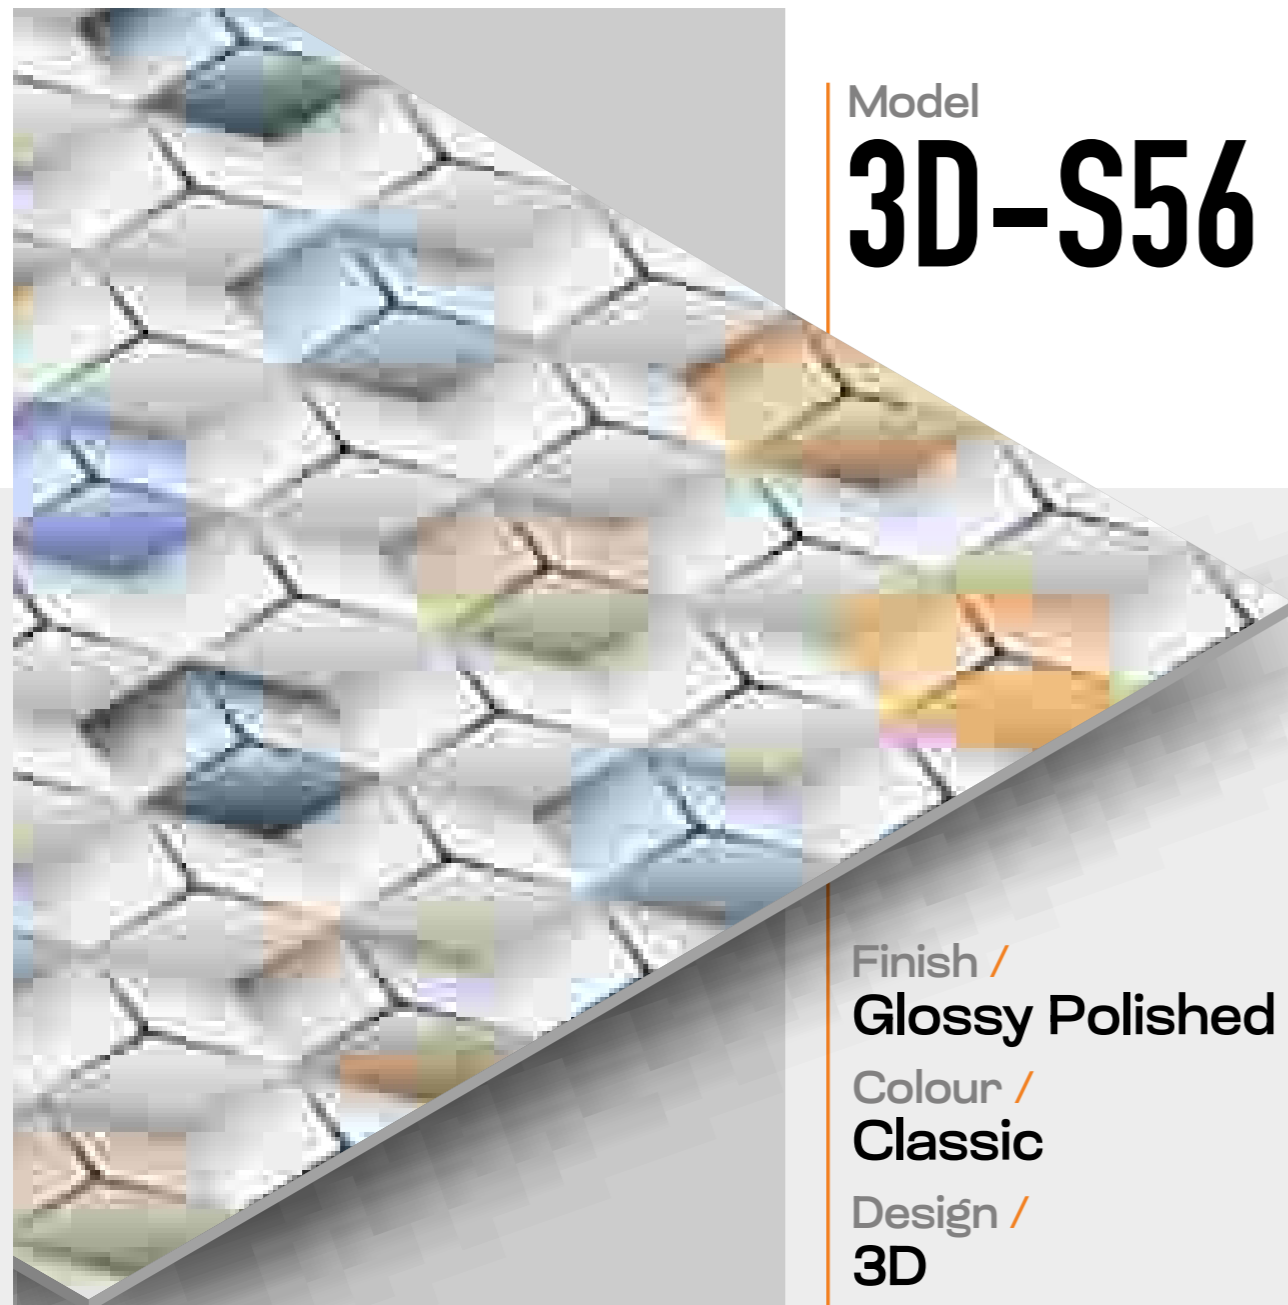 Model
3D-S56
Finish /
Glossy Polished
Colour /
Classic
Design /
3D